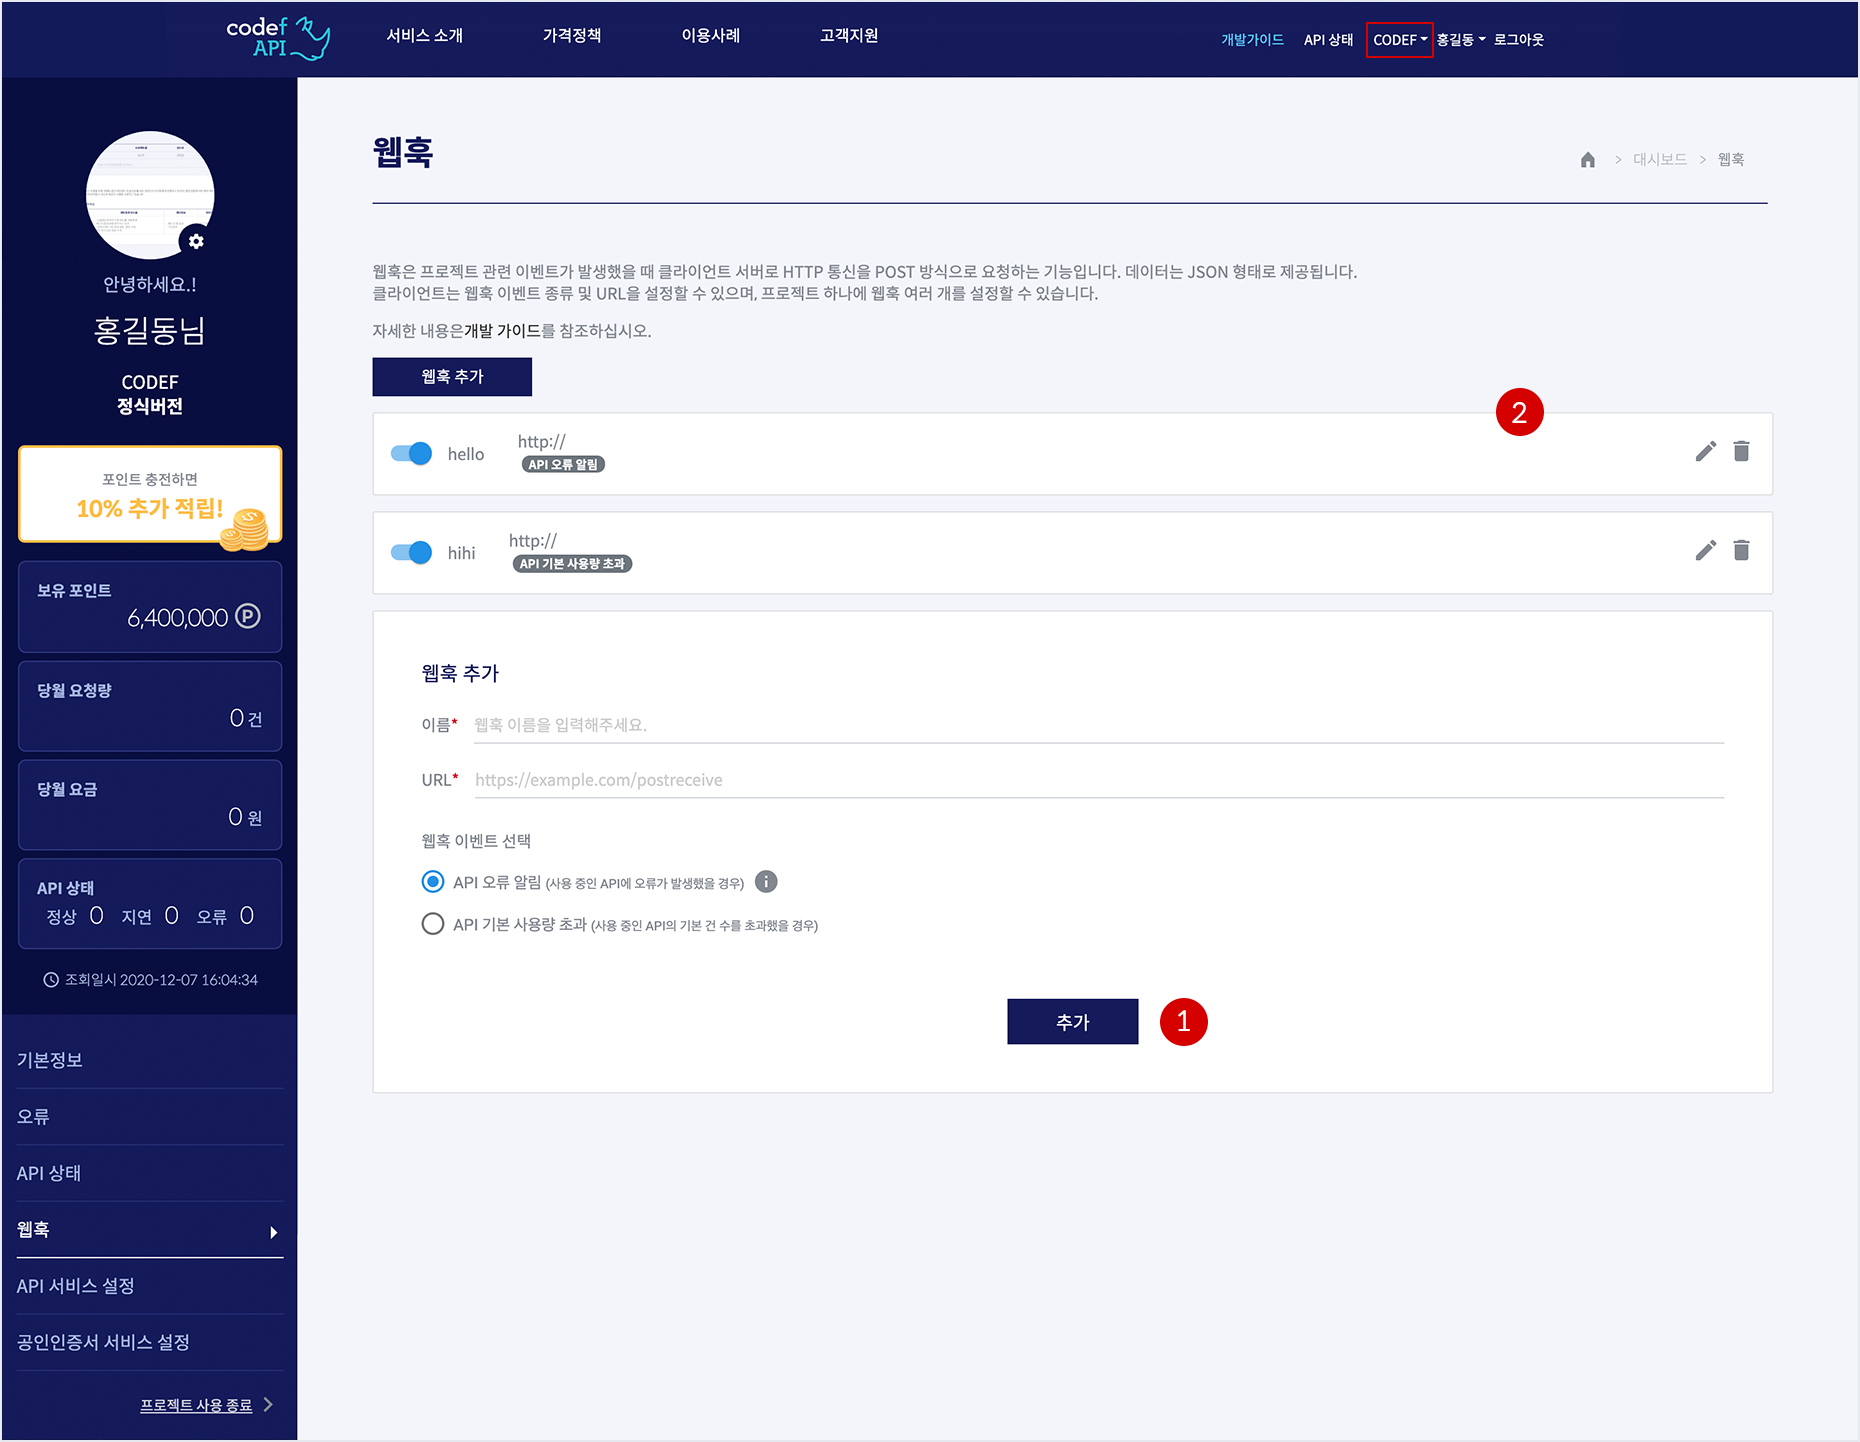 codef
API
서비스 소개
가격정책
이용사례
고객지원
개발가이드
API 상태
CODEF
홍길동
로그아웃
안녕하세요.!
홍길동님
CODEF
정식버전
포인트 충전하면
10% 추가 적립!
보유 포인트
6,400,000 P
당월 요청량
0 건
당월 요금
0 원
API 상태
정상 0 지연 0 오류 0
조회일시 2020-12-07 16:04:34
기본정보
오류
API 상태
웹훅
API 서비스 설정
공인인증서 서비스 설정
프로젝트 사용 종료 >
웹훅
> 대시보드 > 웹훅
웹훅은 프로젝트 관련 이벤트가 발생했을 때 클라이언트 서버로 HTTP 통신을 POST 방식으로 요청하는 기능입니다. 데이터는 JSON 형태로 제공됩니다.
클라이언트는 웹훅 이벤트 종류 및 URL을 설정할 수 있으며, 프로젝트 하나에 웹훅 여러 개를 설정할 수 있습니다.
자세한 내용은개발 가이드를 참조하십시오.
웹훅 추가
2
hello
http://
API 오류 알림
hihi
http://
API 기본 사용량 초과
웹훅 추가
이름* 웹훅 이름을 입력해주세요.
URL* https://example.com/postreceive
웹혹 이벤트 선택
API 오류 알림 (사용 중인 API에 오류가 발생했을 경우) i
API 기본 사용량 초과 (사용 중인 API의 기본 건 수를 초과했을 경우)
추가
1